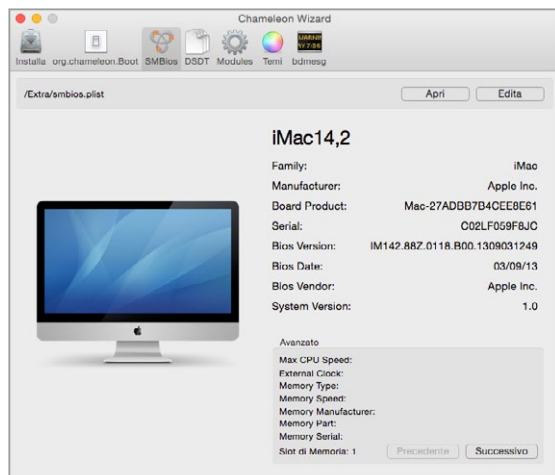 Chameleon Wizard
Installa org.chameleon.Boot SMBios DSDT Modules Temi bdmesg
/Extra/smbios.plist Apri Edita
iMac14,2
Family: iMac
Manufacturer: Apple Inc.
Board Product: Mac-27ADBB7B4CEE8E61
Serial: C02LF059F8JC
Bios Version: IM142.88Z.0118.B00.1309031249
Bios Date: 03/09/13
Bios Vendor: Apple Inc.
System Version: 1.0
Avanzato
Max CPU Speed:
External Clock:
Memory Type:
Memory Speed:
Memory Manufacturer:
Memory Part:
Memory Serial:
Slot di Memoria: 1 Precedente Successivo